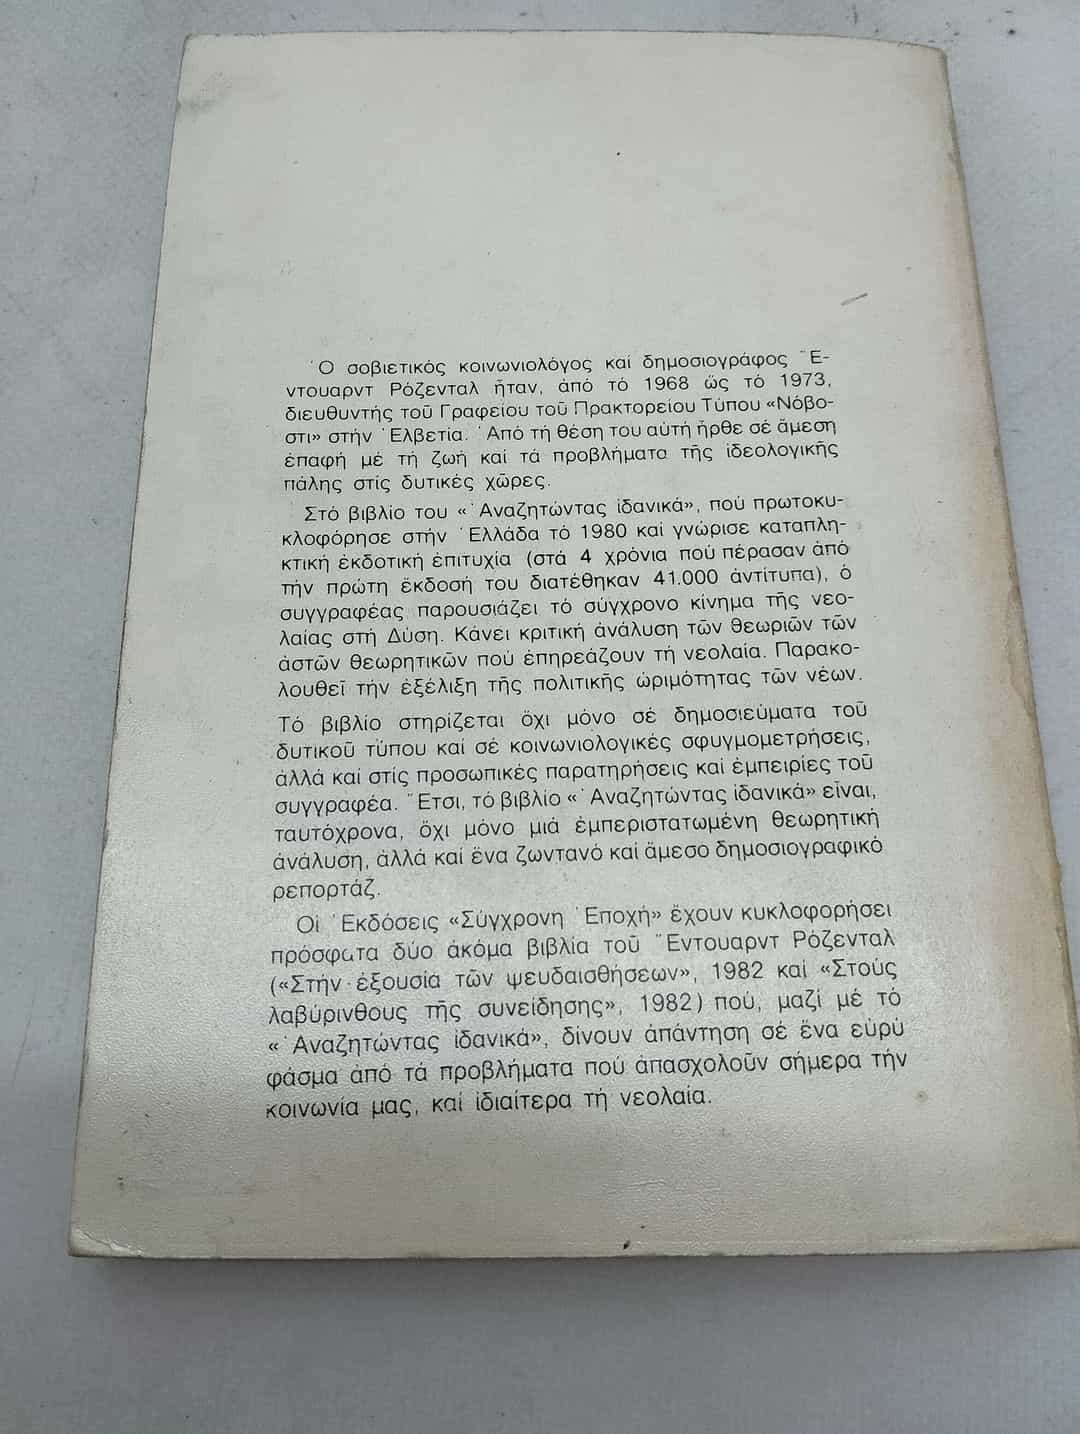 Ὁ σοβιετικός κοινωνιολόγος καί δημοσιογράφος Ἔ-
ντουαρντ Ρόζενταλ ἦταν, ἀπό τό 1968 ὥς τό 1973,
διευθυντής τοῦ Γραφείου τοῦ Πρακτορείου Τύπου «Νόβο-
στι» στήν Ἑλβετία. Ἀπό τή θέση του αὐτή ἦρθε σέ ἄμεση
ἐπαφή μέ τή ζωή καί τά προβλήματα τῆς ἰδεολογικῆς
πάλης στίς δυτικές χῶρες.
Στό βιβλίο του «Ἀναζητώντας ἰδανικά», πού πρωτοκυ-
κλοφόρησε στήν Ἑλλάδα τό 1980 καί γνώρισε καταπλη-
κτική ἐκδοτική ἐπιτυχία (στά 4 χρόνια πού πέρασαν ἀπό
τήν πρώτη ἔκδοσή του διατέθηκαν 41.000 ἀντίτυπα), ὁ
συγγραφέας παρουσιάζει τό σύγχρονο κίνημα τῆς νεο-
λαίας στή Δύση. Κάνει κριτική ἀνάλυση τῶν θεωριῶν τῶν
ἀστῶν θεωρητικῶν πού ἐπηρεάζουν τή νεολαία. Παρακο-
λουθεῖ τήν ἐξέλιξη τῆς πολιτικῆς ὡριμότητας τῶν νέων.
Τό βιβλίο στηρίζεται ὄχι μόνο σέ δημοσιεύματα τοῦ
δυτικοῦ τύπου καί σέ κοινωνιολογικές σφυγμομετρήσεις,
ἀλλά καί στίς προσωπικές παρατηρήσεις καί ἐμπειρίες τοῦ
συγγραφέα. Ἔτσι, τό βιβλίο «Ἀναζητώντας ἰδανικά» εἶναι,
ταυτόχρονα, ὄχι μόνο μιά ἐμπεριστατωμένη θεωρητική
ἀνάλυση, ἀλλά καί ἕνα ζωντανό καί ἄμεσο δημοσιογραφικό
ρεπορτάζ.
Οἱ Ἐκδόσεις «Σύγχρονη Ἐποχή» ἔχουν κυκλοφορήσει
πρόσφατα δύο ἀκόμα βιβλία τοῦ Ἔντουαρντ Ρόζενταλ
(«Στήν ἐξουσία τῶν ψευδαισθήσεων», 1982 καί «Στούς
λαβύρινθους τῆς συνείδησης», 1982) πού, μαζί μέ τό
«Ἀναζητώντας ἰδανικά», δίνουν ἀπάντηση σέ ἕνα εὐρύ
φάσμα ἀπό τά προβλήματα πού ἀπασχολοῦν σήμερα τήν
κοινωνία μας, καί ἰδιαίτερα τή νεολαία.